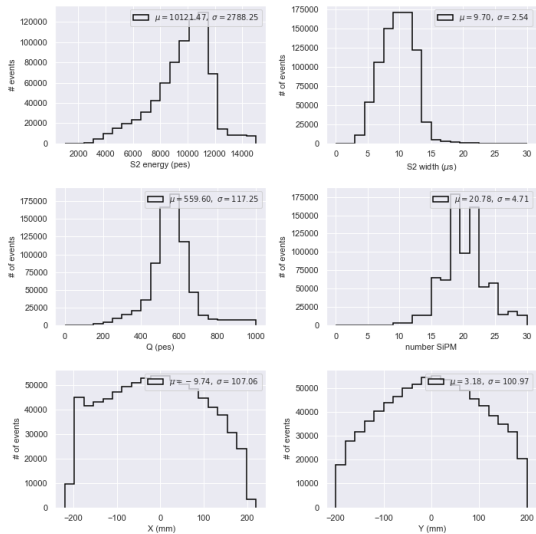 μ = 10121.47, σ = 2788.25
# of events
120000
100000
80000
60000
40000
20000
0
2000 4000 6000 8000 10000 12000 14000
S2 energy (pes)
μ = 9.70, σ = 2.54
# of events
175000
150000
125000
100000
75000
50000
25000
0
0 5 10 15 20 25 30
S2 width (μs)
μ = 559.60, σ = 117.25
# of events
175000
150000
125000
100000
75000
50000
25000
0
0 200 400 600 800 1000
Q (pes)
μ = 20.78, σ = 4.71
# of events
175000
150000
125000
100000
75000
50000
25000
0
0 5 10 15 20 25 30
number SiPM
μ = −9.74, σ = 107.06
# of events
50000
40000
30000
20000
10000
0
−200 −100 0 100 200
X (mm)
μ = 3.18, σ = 100.97
# of events
50000
40000
30000
20000
10000
0
−200 −100 0 100 200
Y (mm)